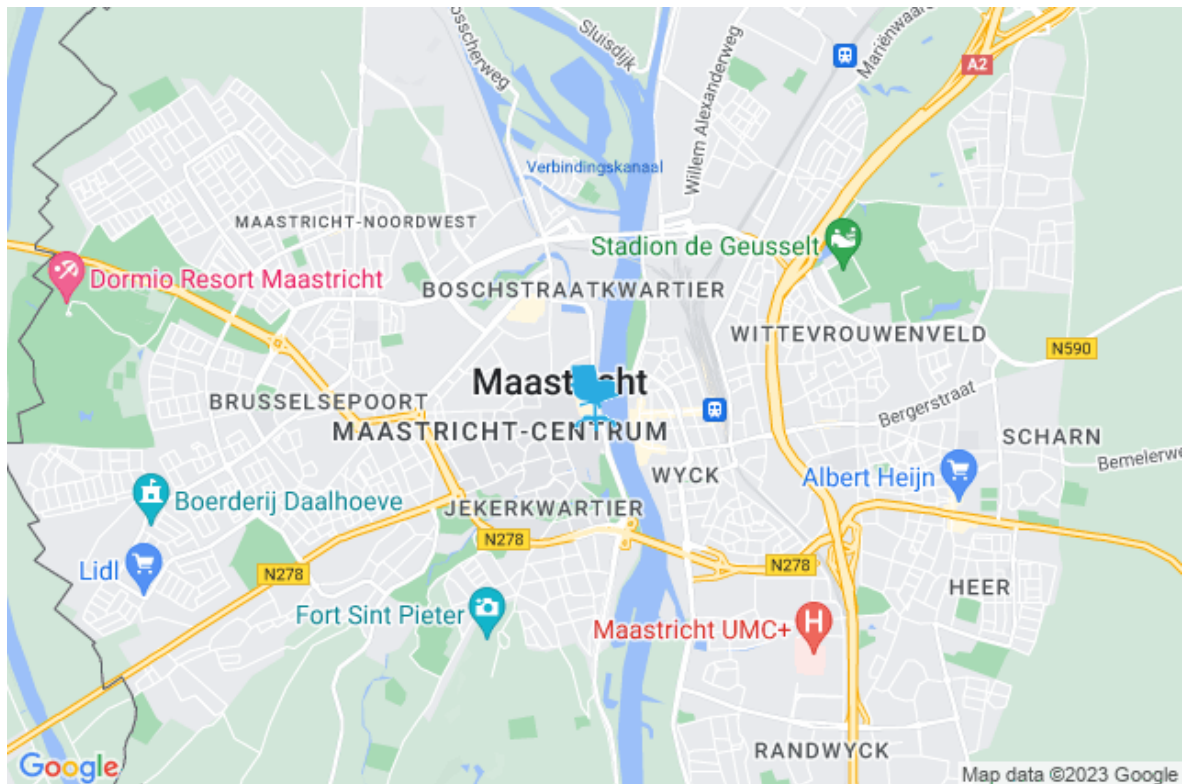 Bosscherweg
Sluisdijk
Willem Alexanderweg
A2
Verbindingskanaal
MAASTRICHT-NOORDWEST
Stadion de Geusselt
Dormio Resort Maastricht
BOSCHSTRAATKWARTIER
WITTEVROUWENVELD
N590
BRUSSELSEPOORT
MAASTRICHT-CENTRUM
Bergerstraat
SCHARN
WYCK
Albert Heijn
Boerderij Daalhoeve
JEKERKWARTIER
N278
Lidl
N278
N278
HEER
Fort Sint Pieter
Maastricht UMC+
H
RANDWYCK
Google
Map data ©2023 Google